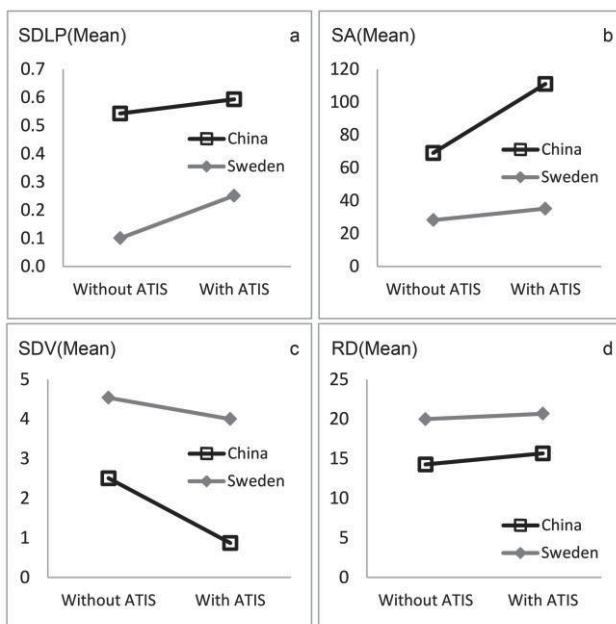 SDLP(Mean) a
0.7
0.6
0.5
0.4
0.3
0.2
0.1
0.0
China
Sweden
Without ATIS With ATIS
SA(Mean) b
120
100
80
60
40
20
0
China
Sweden
Without ATIS With ATIS
SDV(Mean) c
5
4
3
2
1
0
China
Sweden
Without ATIS With ATIS
RD(Mean) d
25
20
15
10
5
0
China
Sweden
Without ATIS With ATIS